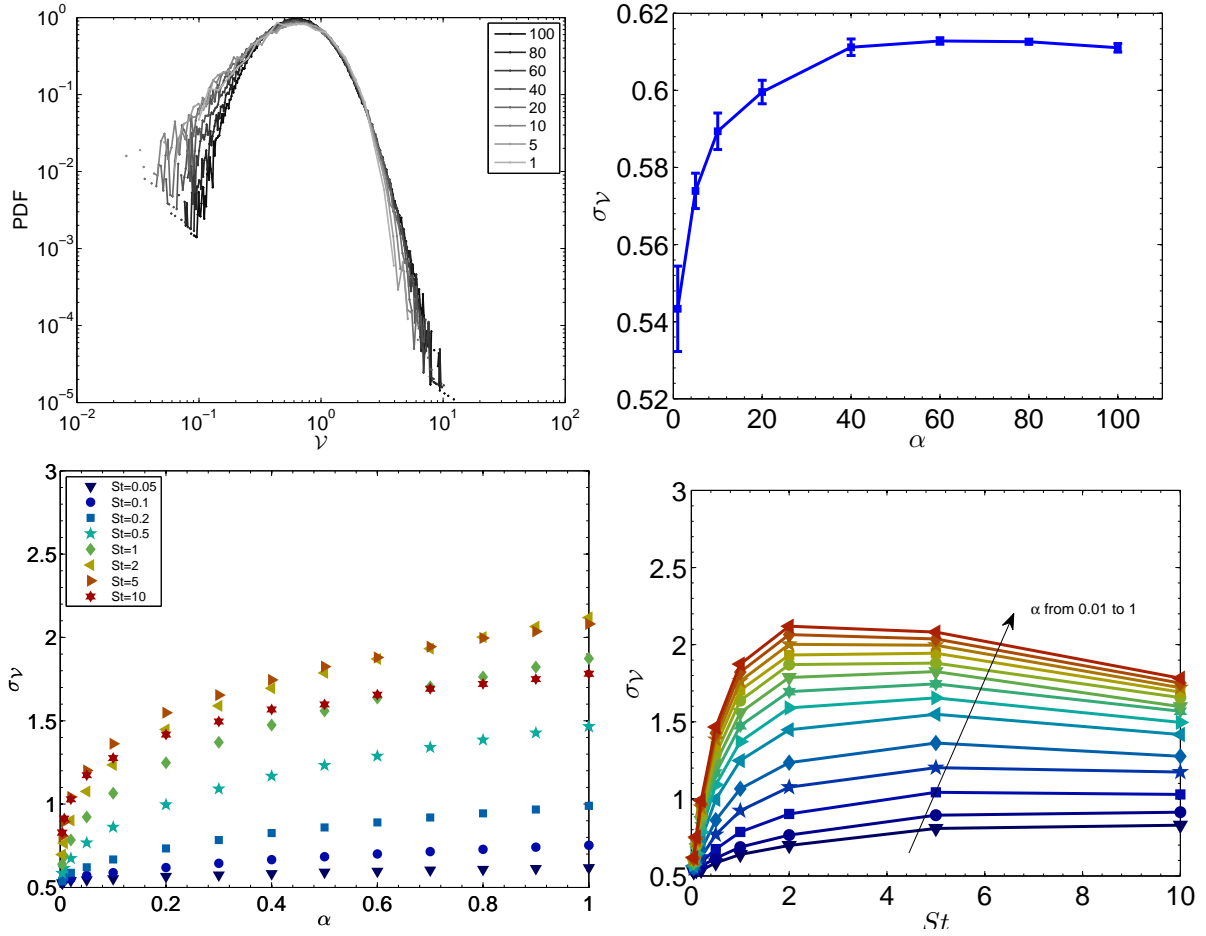 10^0
10^-1
10^-2
10^-3
10^-4
10^-5
PDF
10^-2
10^-1
10^0
10^1
10^2
𝒱
100
80
60
40
20
10
5
1
0.62
0.6
0.58
0.56
0.54
0.52
σ𝒱
0 20 40 60 80 100
α
3
2.5
2
1.5
1
0.5
σ𝒱
St=0.05
St=0.1
St=0.2
St=0.5
St=1
St=2
St=5
St=10
0 0.2 0.4 0.6 0.8 1
α
3
2.5
2
1.5
1
0.5
σ𝒱
α from 0.01 to 1
0 2 4 6 8 10
St